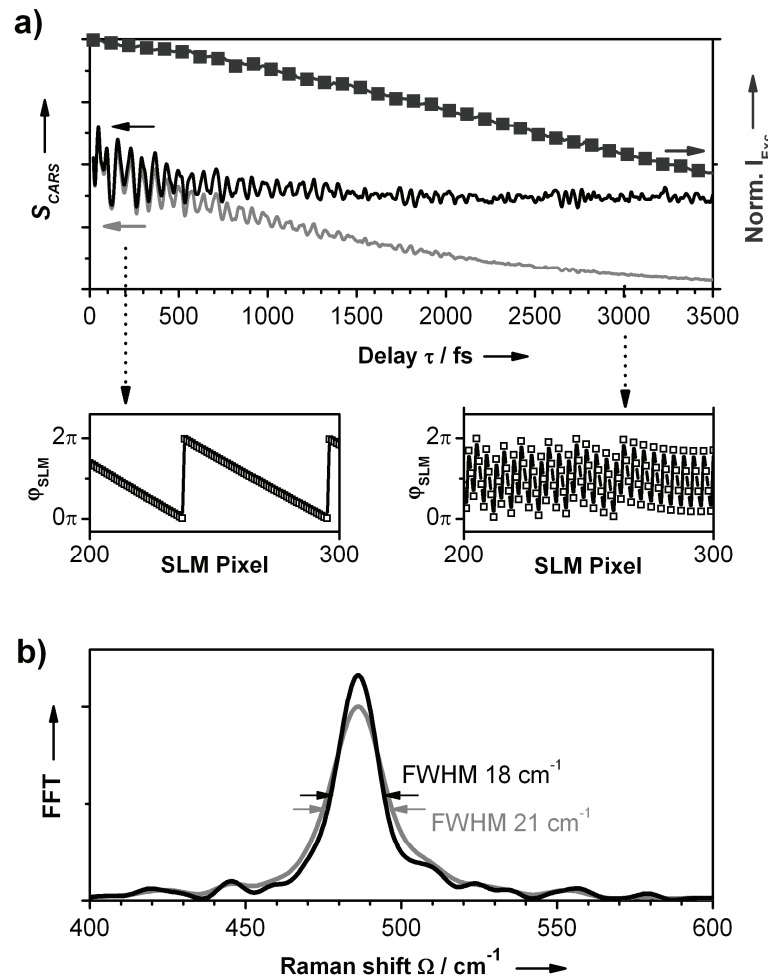 a)
S_CARS
Norm. I_Exc
0 500 1000 1500 2000 2500 3000 3500
Delay τ / fs
φ_SLM
2π
0π
200 300
SLM Pixel
φ_SLM
2π
0π
200 300
SLM Pixel
b)
FFT
FWHM 18 cm⁻¹
FWHM 21 cm⁻¹
400 450 500 550 600
Raman shift Ω / cm⁻¹